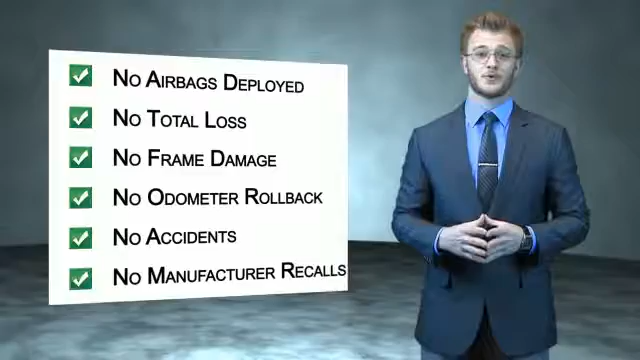 No Airbags Deployed
No Total Loss
No Frame Damage
No Odometer Rollback
No Accidents
No Manufacturer Recalls